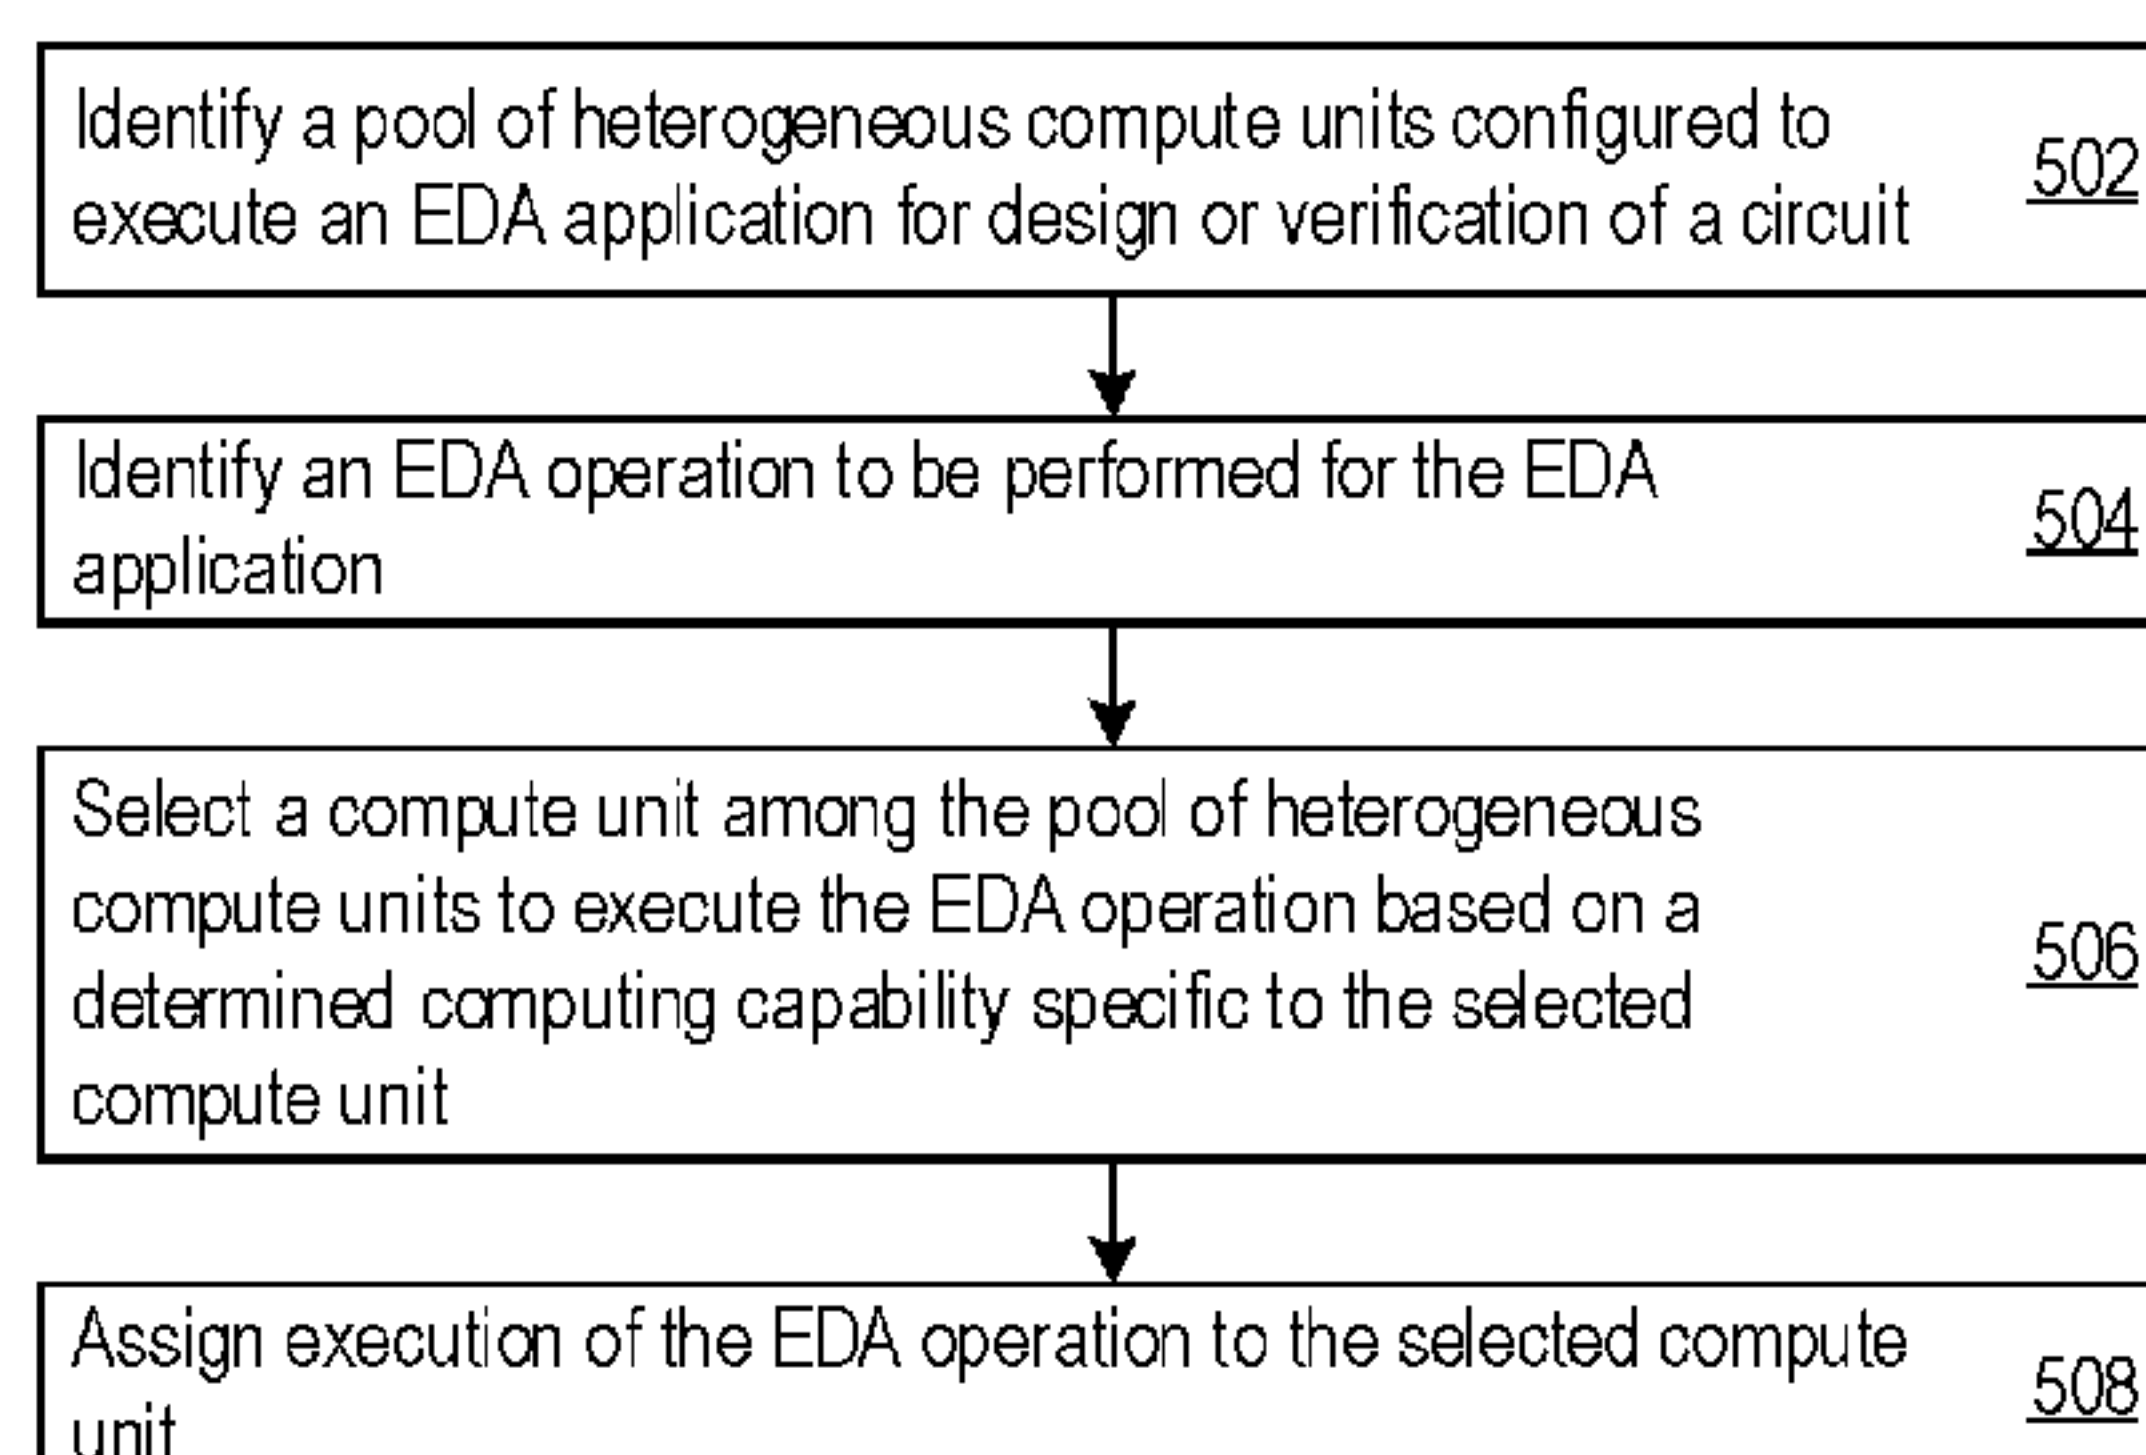 Identify a pool of heterogeneous compute units configured to
execute an EDA application for design or verification of a circuit
502
Identify an EDA operation to be performed for the EDA
application
504
Select a compute unit among the pool of heterogeneous
compute units to execute the EDA operation based on a
determined computing capability specific to the selected
compute unit
506
Assign execution of the EDA operation to the selected compute
unit
508